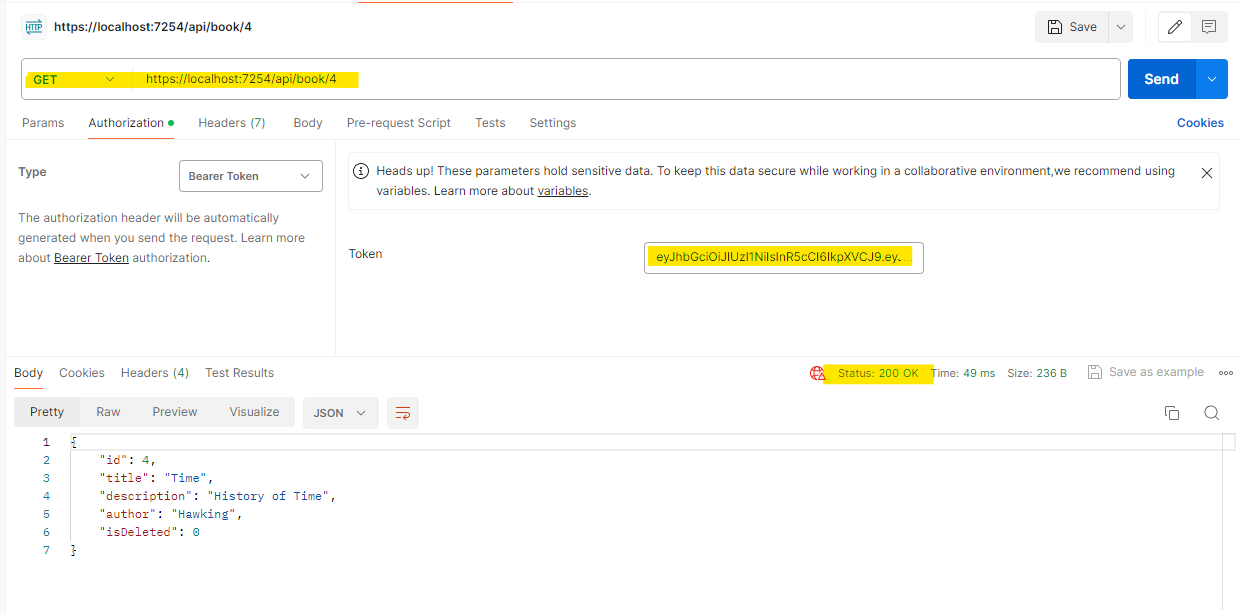 HTTP https://localhost:7254/api/book/4 Save
GET https://localhost:7254/api/book/4 Send
Params Authorization Headers (7) Body Pre-request Script Tests Settings Cookies
Type Bearer Token
The authorization header will be automatically
generated when you send the request. Learn more
about Bearer Token authorization.
Heads up! These parameters hold sensitive data. To keep this data secure while working in a collaborative environment,we recommend using
variables. Learn more about variables.
Token eyJhbGciOiJIUzI1NiIsInR5cCI6IkpXVCJ9.eyJ...
Body Cookies Headers (4) Test Results Status: 200 OK Time: 49 ms Size: 236 B Save as example
Pretty Raw Preview Visualize JSON
1 {
2 "id": 4,
3 "title": "Time",
4 "description": "History of Time",
5 "author": "Hawking",
6 "isDeleted": 0
7 }